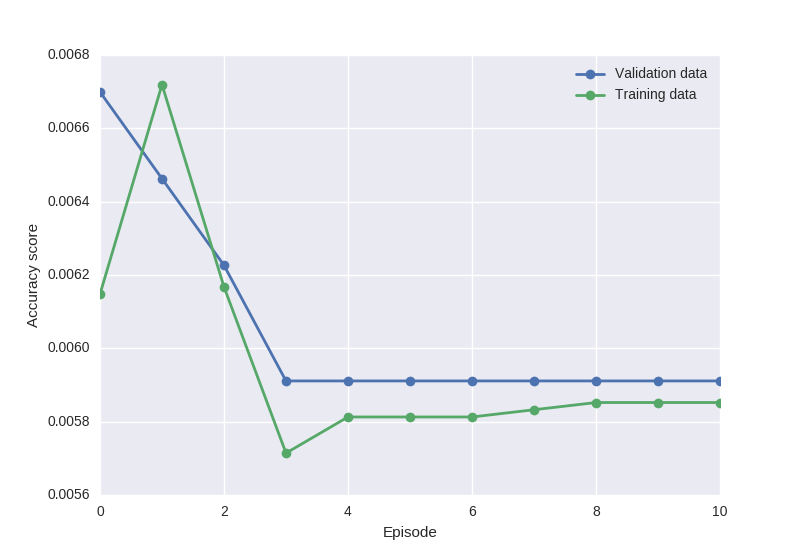 0.0068
0.0066
0.0064
0.0062
0.0060
0.0058
0.0056
Accuracy score
Validation data
Training data
0 2 4 6 8 10
Episode